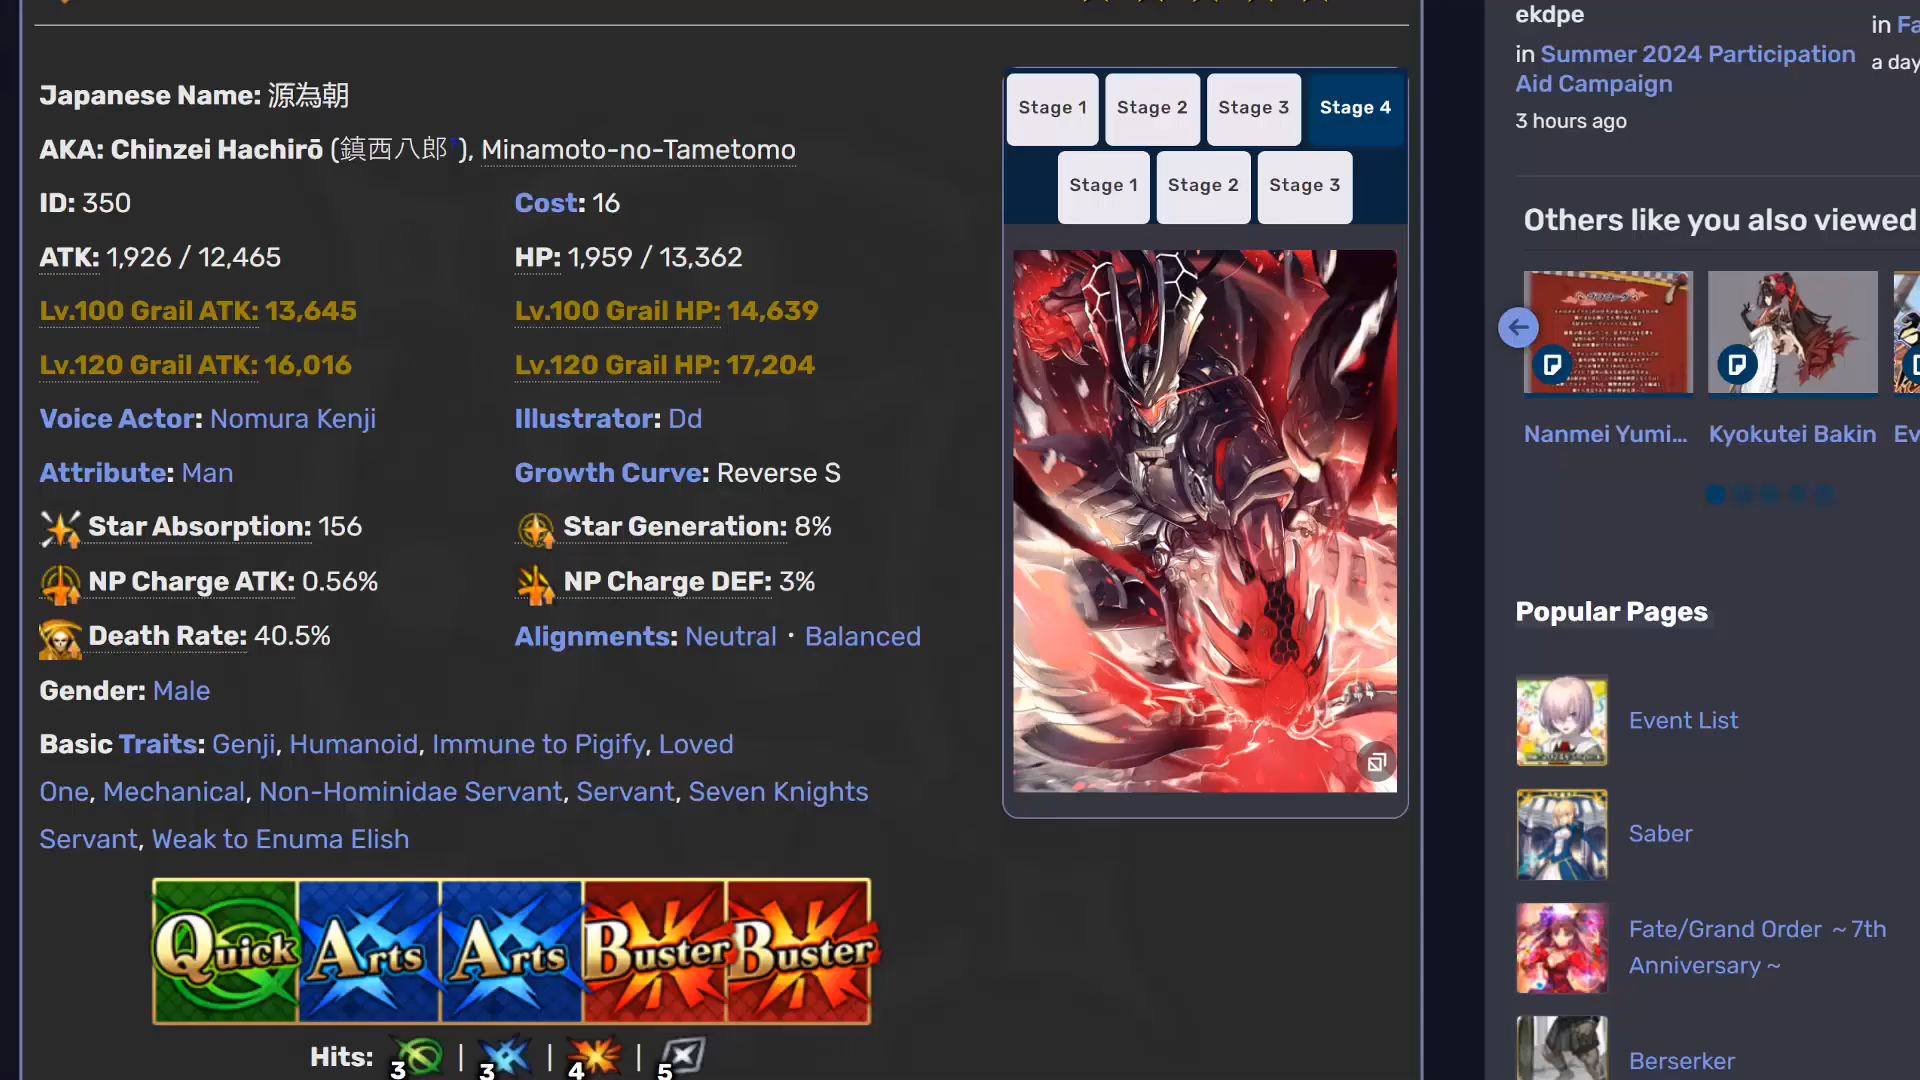 Japanese Name: 源為朝
AKA: Chinzei Hachirō (鎮西八郎?), Minamoto-no-Tametomo
ID: 350
Cost: 16
ATK: 1,926 / 12,465
HP: 1,959 / 13,362
Lv.100 Grail ATK: 13,645
Lv.100 Grail HP: 14,639
Lv.120 Grail ATK: 16,016
Lv.120 Grail HP: 17,204
Voice Actor: Nomura Kenji
Illustrator: Dd
Attribute: Man
Growth Curve: Reverse S
Star Absorption: 156
Star Generation: 8%
NP Charge ATK: 0.56%
NP Charge DEF: 3%
Death Rate: 40.5%
Alignments: Neutral・Balanced
Gender: Male
Basic Traits: Genji, Humanoid, Immune to Pigify, Loved
One, Mechanical, Non-Hominidae Servant, Servant, Seven Knights
Servant, Weak to Enuma Elish
Quick Arts Arts Buster Buster
Hits: 3 | 3 | 4 | 5
Stage 1 Stage 2 Stage 3 Stage 4
Stage 1 Stage 2 Stage 3
ekdpe
in Summer 2024 Participation
Aid Campaign
3 hours ago
in Fa
a day
Others like you also viewed
Nanmei Yumi...
Kyokutei Bakin
Ev
Popular Pages
Event List
Saber
Fate/Grand Order ~ 7th
Anniversary ~
Berserker